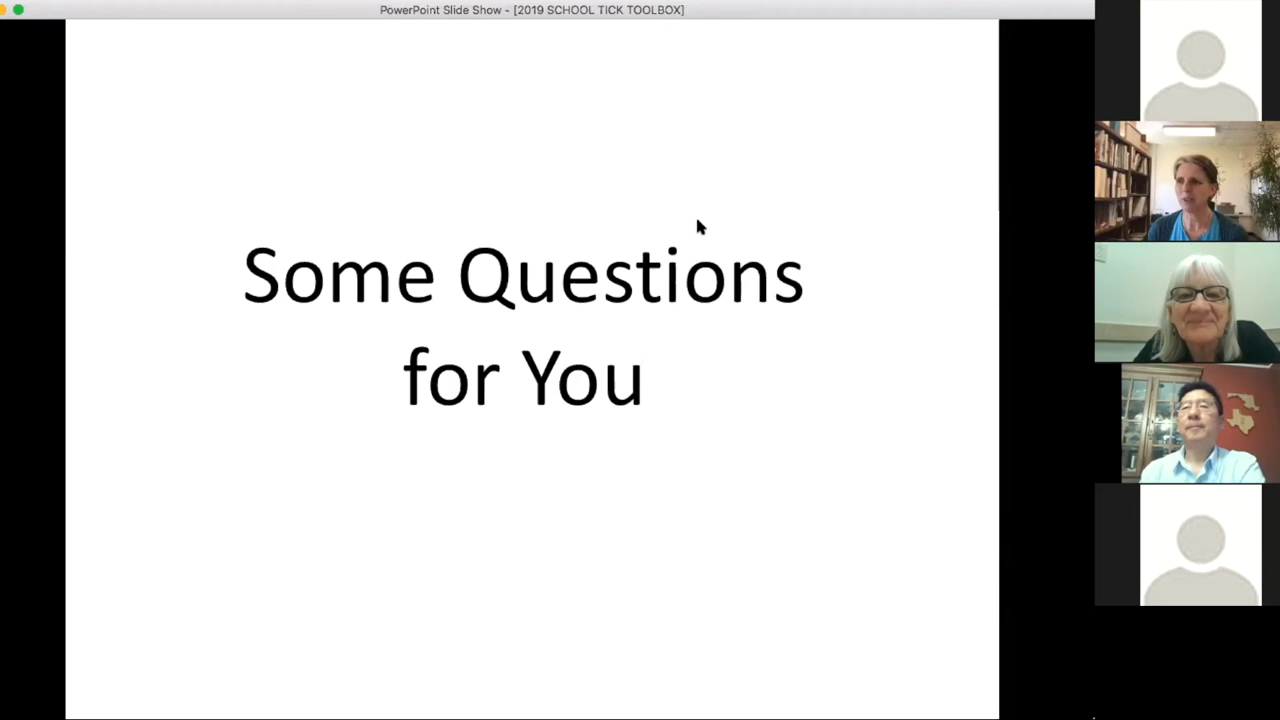 PowerPoint Slide Show - [2019 SCHOOL TICK TOOLBOX]
Some Questions
for You